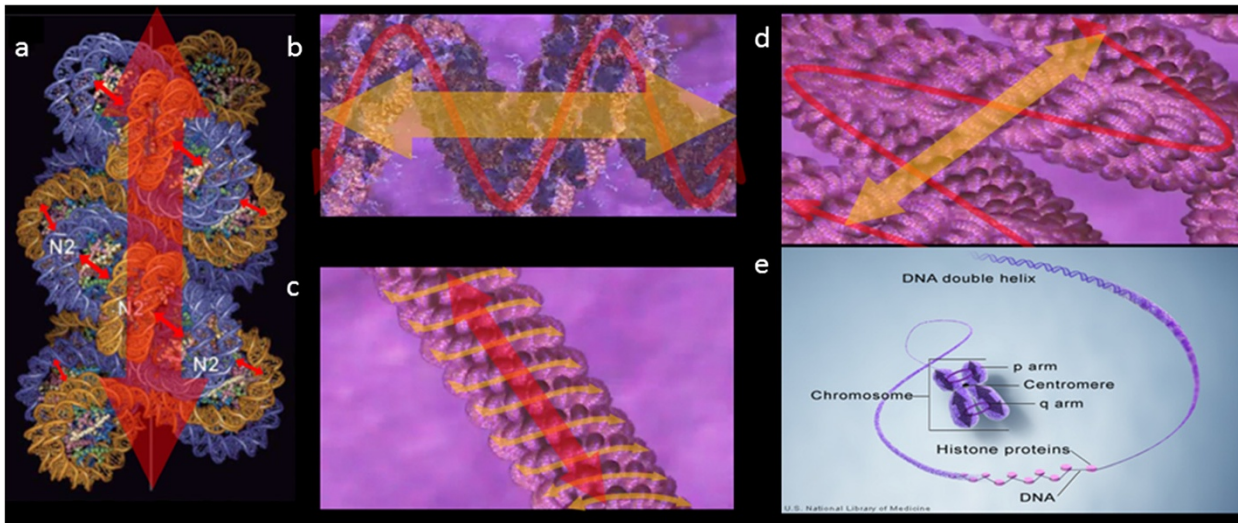 a
b
d
N2
N2
N2
c
e
DNA double helix
p arm
Centromere
Chromosome
q arm
Histone proteins
DNA
U.S. National Library of Medicine